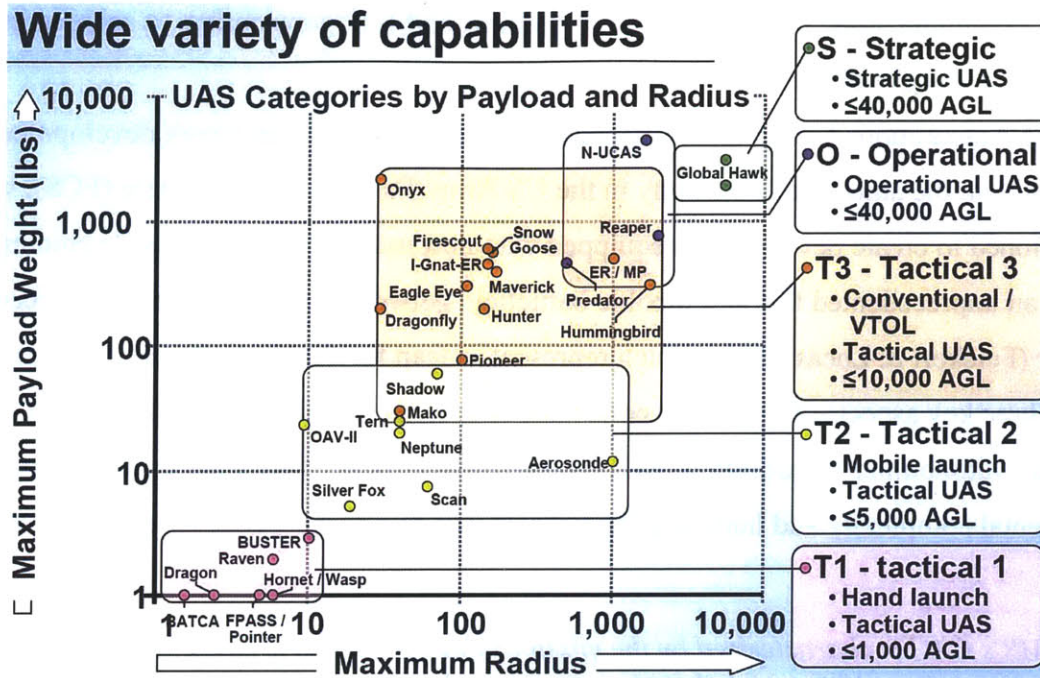 Wide variety of capabilities
UAS Categories by Payload and Radius
Maximum Payload Weight (lbs)
10,000
1,000
100
10
1
N-UCAS
Global Hawk
Onyx
Reaper
Firescout
Snow
Goose
I-Gnat-ER
ER / MP
Maverick
Predator
Eagle Eye
Dragonfly
Hunter
Hummingbird
Pioneer
Shadow
Mako
Tern
OAV-II
Neptune
Aerosonde
Silver Fox
Scan
BUSTER
Raven
Dragon
Hornet / Wasp
BATCA
FPASS /
Pointer
1
10
100
1,000
10,000
Maximum Radius
S - Strategic
• Strategic UAS
• ≤40,000 AGL
O - Operational
• Operational UAS
• ≤40,000 AGL
T3 - Tactical 3
• Conventional /
VTOL
• Tactical UAS
• ≤10,000 AGL
T2 - Tactical 2
• Mobile launch
• Tactical UAS
• ≤5,000 AGL
T1 - tactical 1
• Hand launch
• Tactical UAS
• ≤1,000 AGL